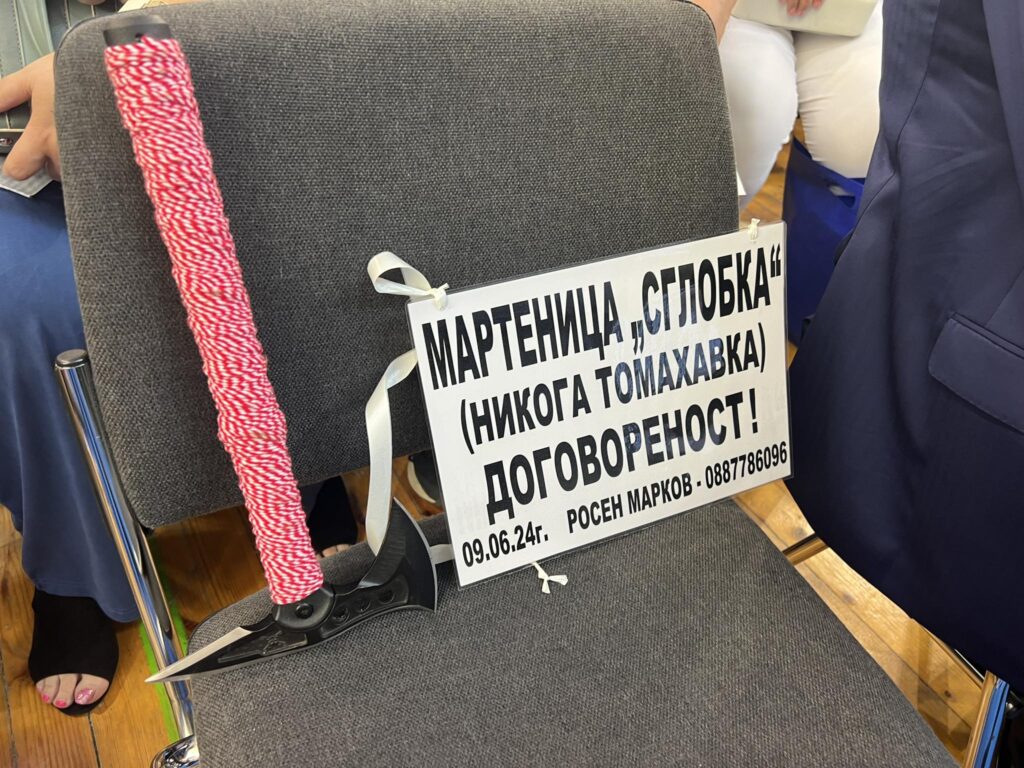 МАРТЕНИЦА „СГЛОБКА“
(НИКОГА ТОМАХАВКА)
ДОГОВОРЕНОСТ!
09.06.24г. РОСЕН МАРКОВ - 0887786096